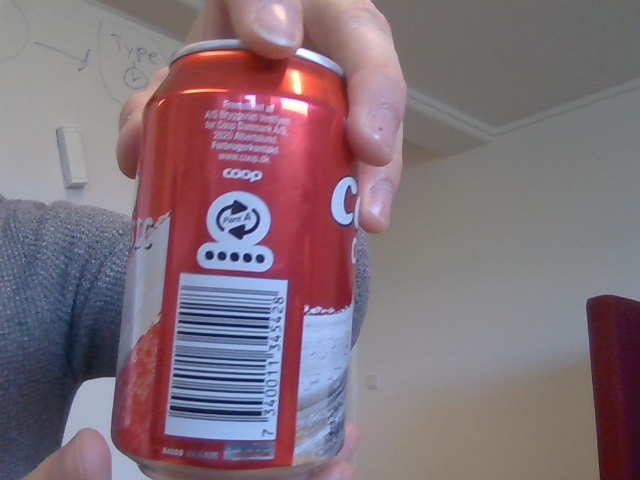 Type
Fremstillet af
A/S Bryggeriet Vestfyen
for Coop Danmark A/S,
2620 Albertslund.
Forbrugerkontakt
www.coop.dk
coop
Pant A
C
7 340011 345428